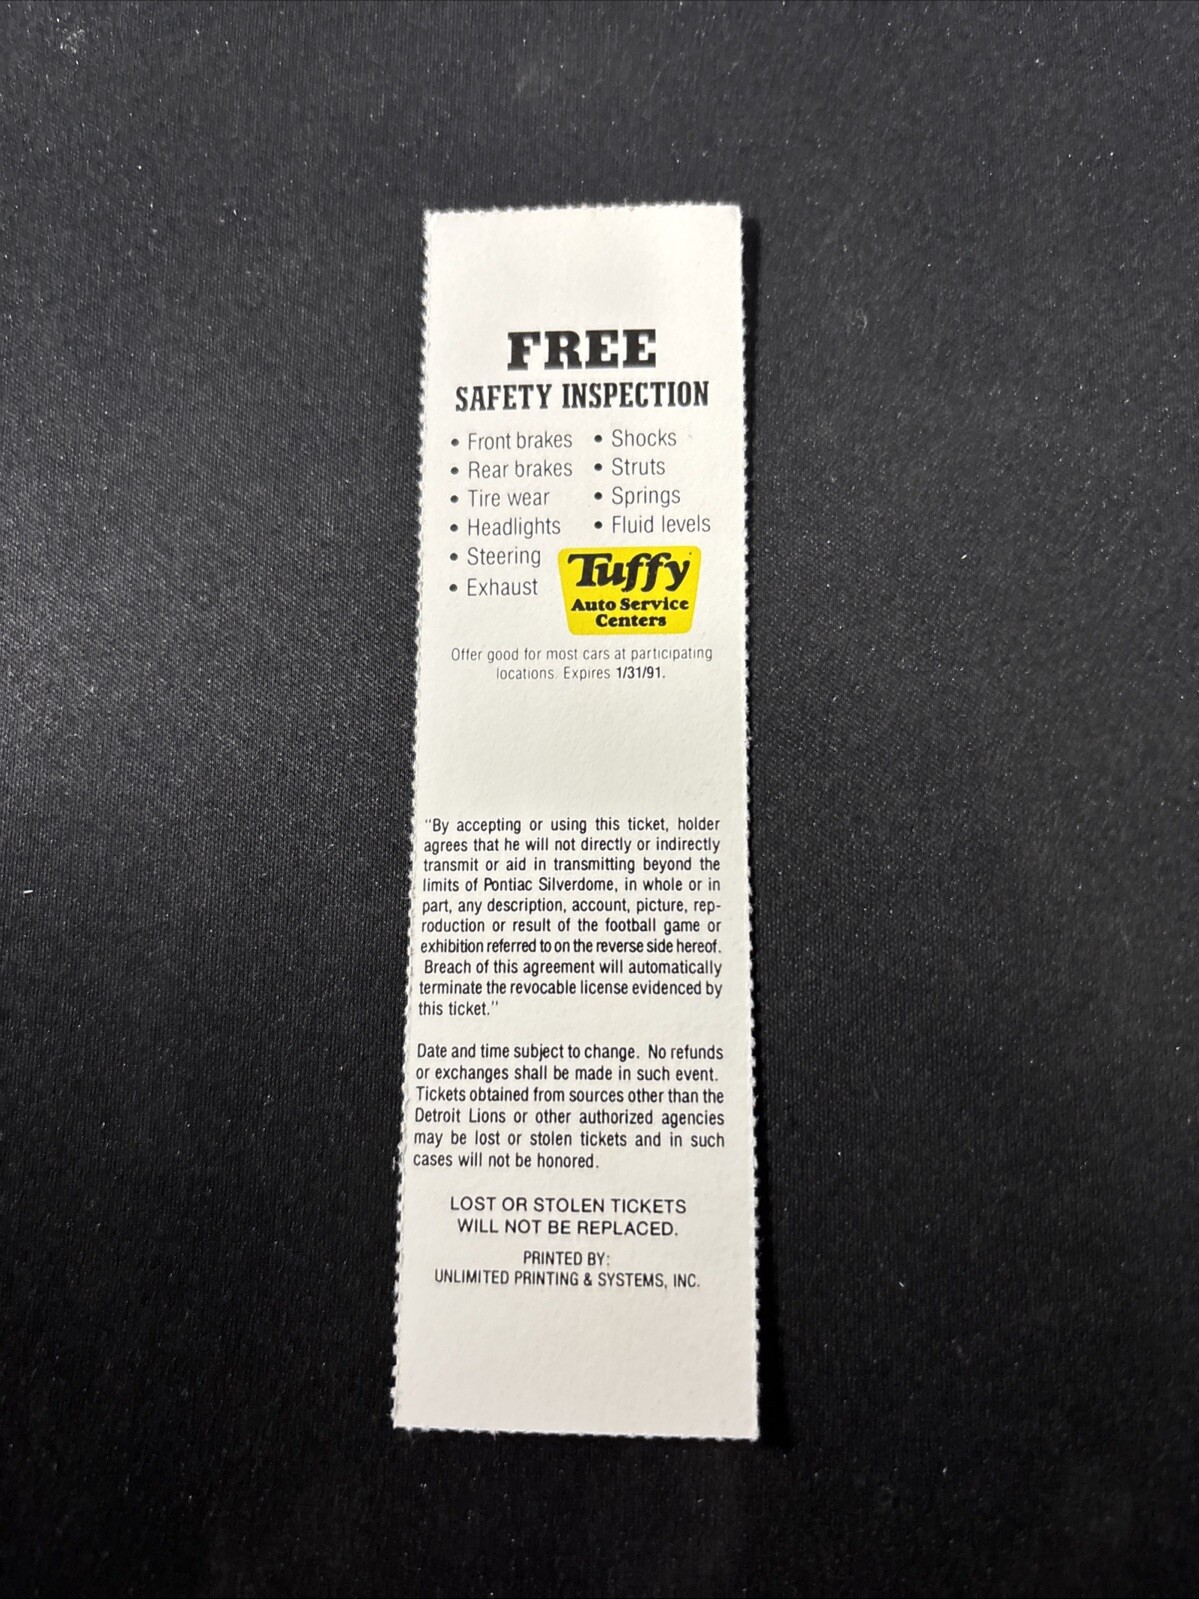 FREE
SAFETY INSPECTION
• Front brakes
• Rear brakes
• Tire wear
• Headlights
• Steering
• Exhaust
• Shocks
• Struts
• Springs
• Fluid levels
Tuffy
Auto Service
Centers
Offer good for most cars at participating
locations. Expires 1/31/91.
"By accepting or using this ticket, holder
agrees that he will not directly or indirectly
transmit or aid in transmitting beyond the
limits of Pontiac Silverdome, in whole or in
part, any description, account, picture, rep-
roduction or result of the football game or
exhibition referred to on the reverse side hereof.
Breach of this agreement will automatically
terminate the revocable license evidenced by
this ticket."
Date and time subject to change. No refunds
or exchanges shall be made in such event.
Tickets obtained from sources other than the
Detroit Lions or other authorized agencies
may be lost or stolen tickets and in such
cases will not be honored.
LOST OR STOLEN TICKETS
WILL NOT BE REPLACED.
PRINTED BY:
UNLIMITED PRINTING & SYSTEMS, INC.